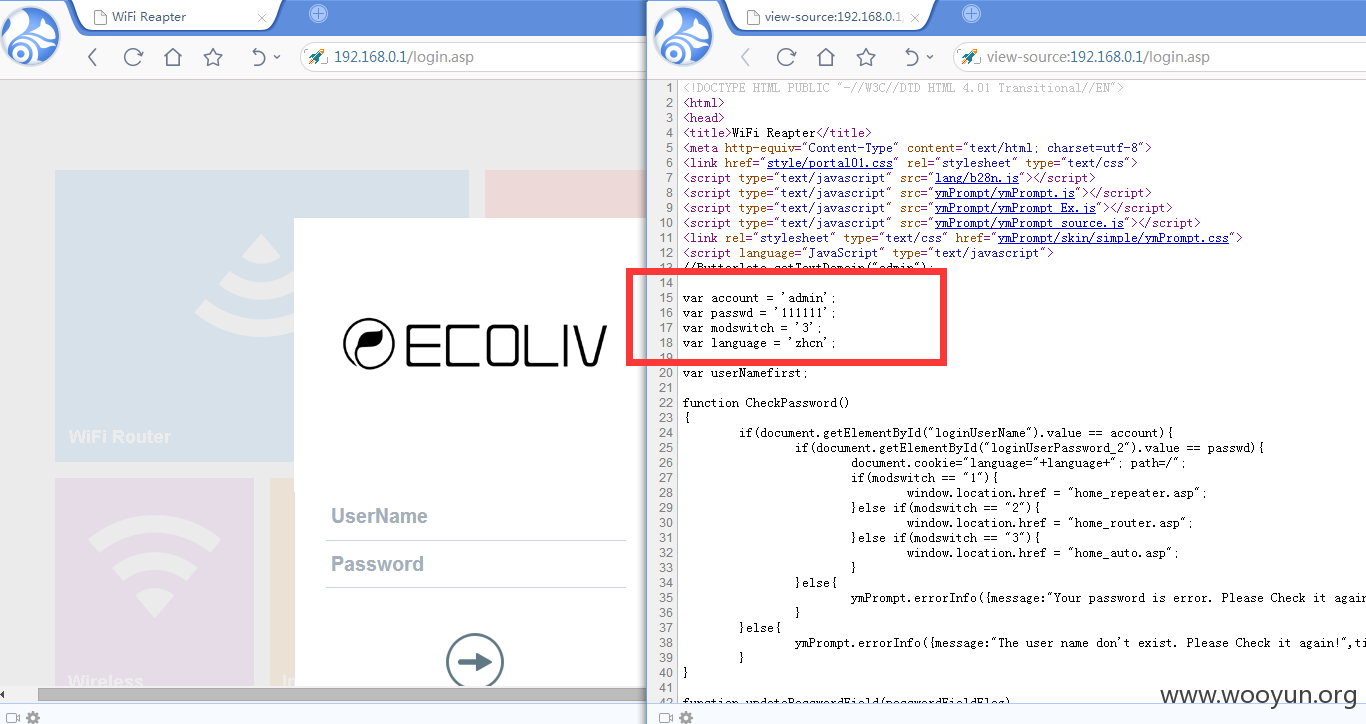 WiFi Reapter
192.168.0.1/login.asp
WiFi Router
ECOLIV
UserName
Password
Wireless
view-source:192.168.0.1/
view-source:192.168.0.1/login.asp
1 <!DOCTYPE HTML PUBLIC "-//W3C//DTD HTML 4.01 Transitional//EN">
2 <html>
3 <head>
4 <title>WiFi Reapter</title>
5 <meta http-equiv="Content-Type" content="text/html; charset=utf-8">
6 <link href="style/portal01.css" rel="stylesheet" type="text/css">
7 <script type="text/javascript" src="lang/b28n.js"></script>
8 <script type="text/javascript" src="ymPrompt/ymPrompt.js"></script>
9 <script type="text/javascript" src="ymPrompt/ymPrompt_Ex.js"></script>
10 <script type="text/javascript" src="ymPrompt/ymPrompt_source.js"></script>
11 <link rel="stylesheet" type="text/css" href="ymPrompt/skin/simple/ymPrompt.css">
12 <script language="JavaScript" type="text/javascript">
13 //Butterlate.setTextDomain("admin");
14
15 var account = 'admin';
16 var passwd = '111111';
17 var modswitch = '3';
18 var language = 'zhcn';
19
20 var userNamefirst;
21
22 function CheckPassword()
23 {
24 if(document.getElementById("loginUserName").value == account){
25 if(document.getElementById("loginUserPassword_2").value == passwd){
26 document.cookie="language="+language+"; path=/";
27 if(modswitch == "1"){
28 window.location.href = "home_repeater.asp";
29 }else if(modswitch == "2"){
30 window.location.href = "home_router.asp";
31 }else if(modswitch == "3"){
32 window.location.href = "home_auto.asp";
33 }
34 }else{
35 ymPrompt.errorInfo({message:"Your password is error. Please Check it again
36 }
37 }else{
38 ymPrompt.errorInfo({message:"The user name don't exist. Please Check it again!",ti
39 }
40 }
41
42 function updatePasswordField(passwordFieldFlag)
www.wooyun.org